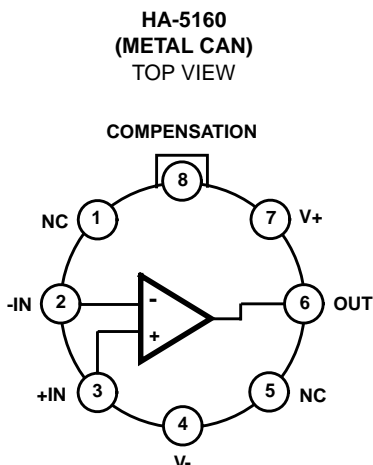 HA-5160
(METAL CAN)
TOP VIEW
COMPENSATION
8
NC 1
7 V+
-IN 2
-
6 OUT
+
+IN 3
5 NC
4
V-